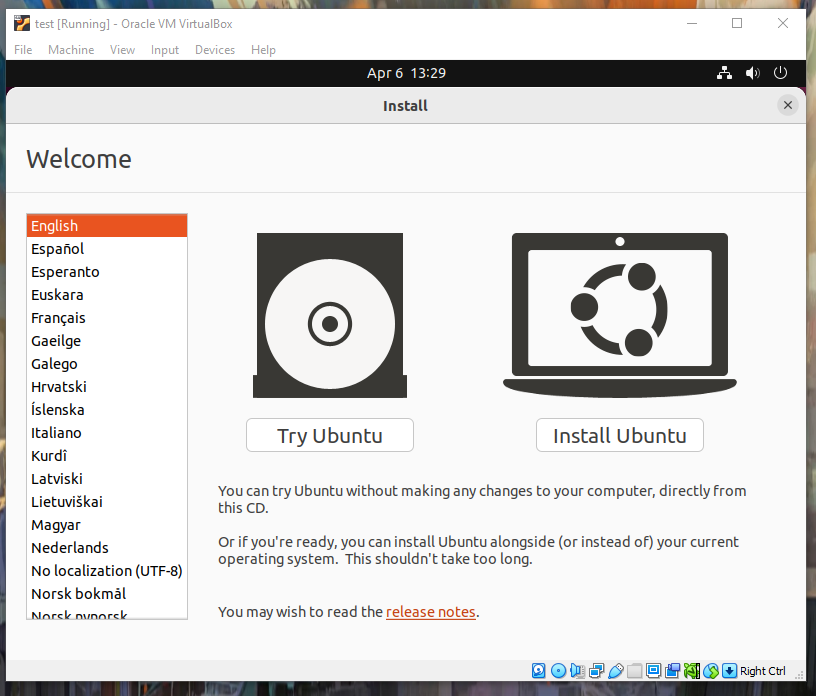 test [Running] - Oracle VM VirtualBox
File Machine View Input Devices Help
Apr 6 13:29
Install
Welcome
English
Español
Esperanto
Euskara
Français
Gaeilge
Galego
Hrvatski
Íslenska
Italiano
Kurdî
Latviski
Lietuviškai
Magyar
Nederlands
No localization (UTF-8)
Norsk bokmål
Norsk nynorsk
Try Ubuntu
Install Ubuntu
You can try Ubuntu without making any changes to your computer, directly from
this CD.
Or if you're ready, you can install Ubuntu alongside (or instead of) your current
operating system. This shouldn't take too long.
You may wish to read the release notes.
Right Ctrl